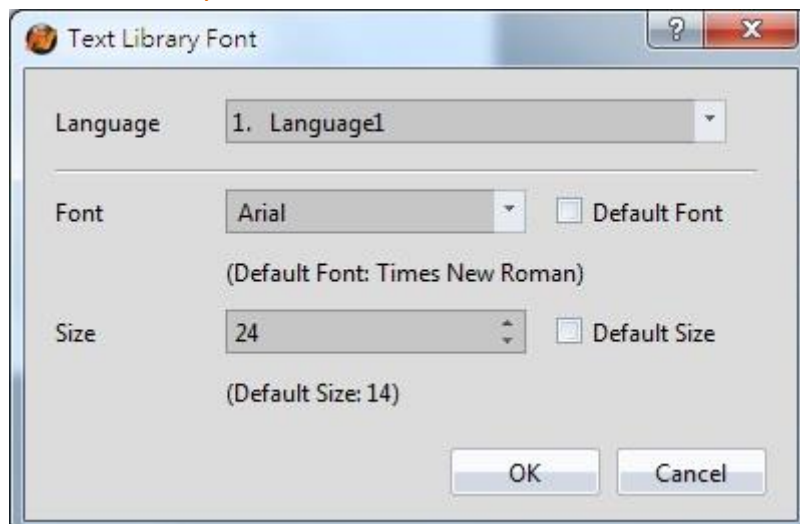 Text Library Font
?
X
Language 1. Language1
Font Arial Default Font
(Default Font: Times New Roman)
Size 24 Default Size
(Default Size: 14)
OK Cancel